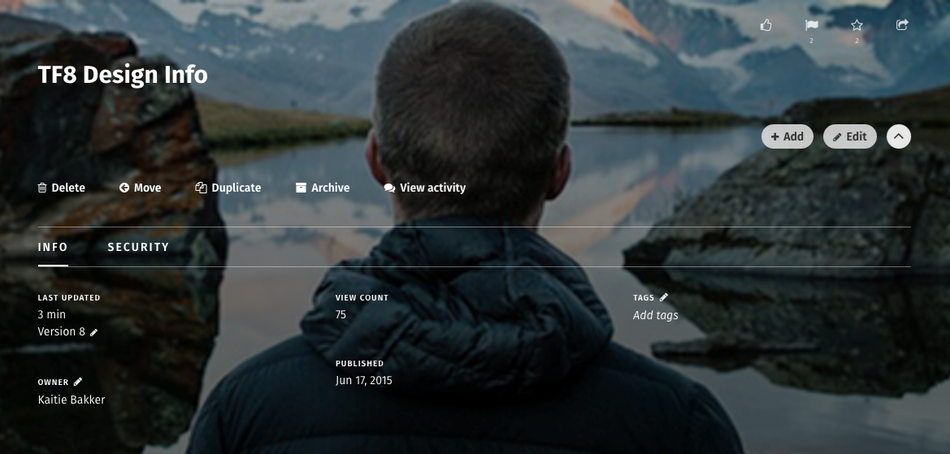 2 2
TF8 Design Info
Add Edit
Delete Move Duplicate Archive View activity
INFO SECURITY
LAST UPDATED VIEW COUNT TAGS
3 min 75 Add tags
Version 8
PUBLISHED
OWNER Jun 17, 2015
Kaitie Bakker